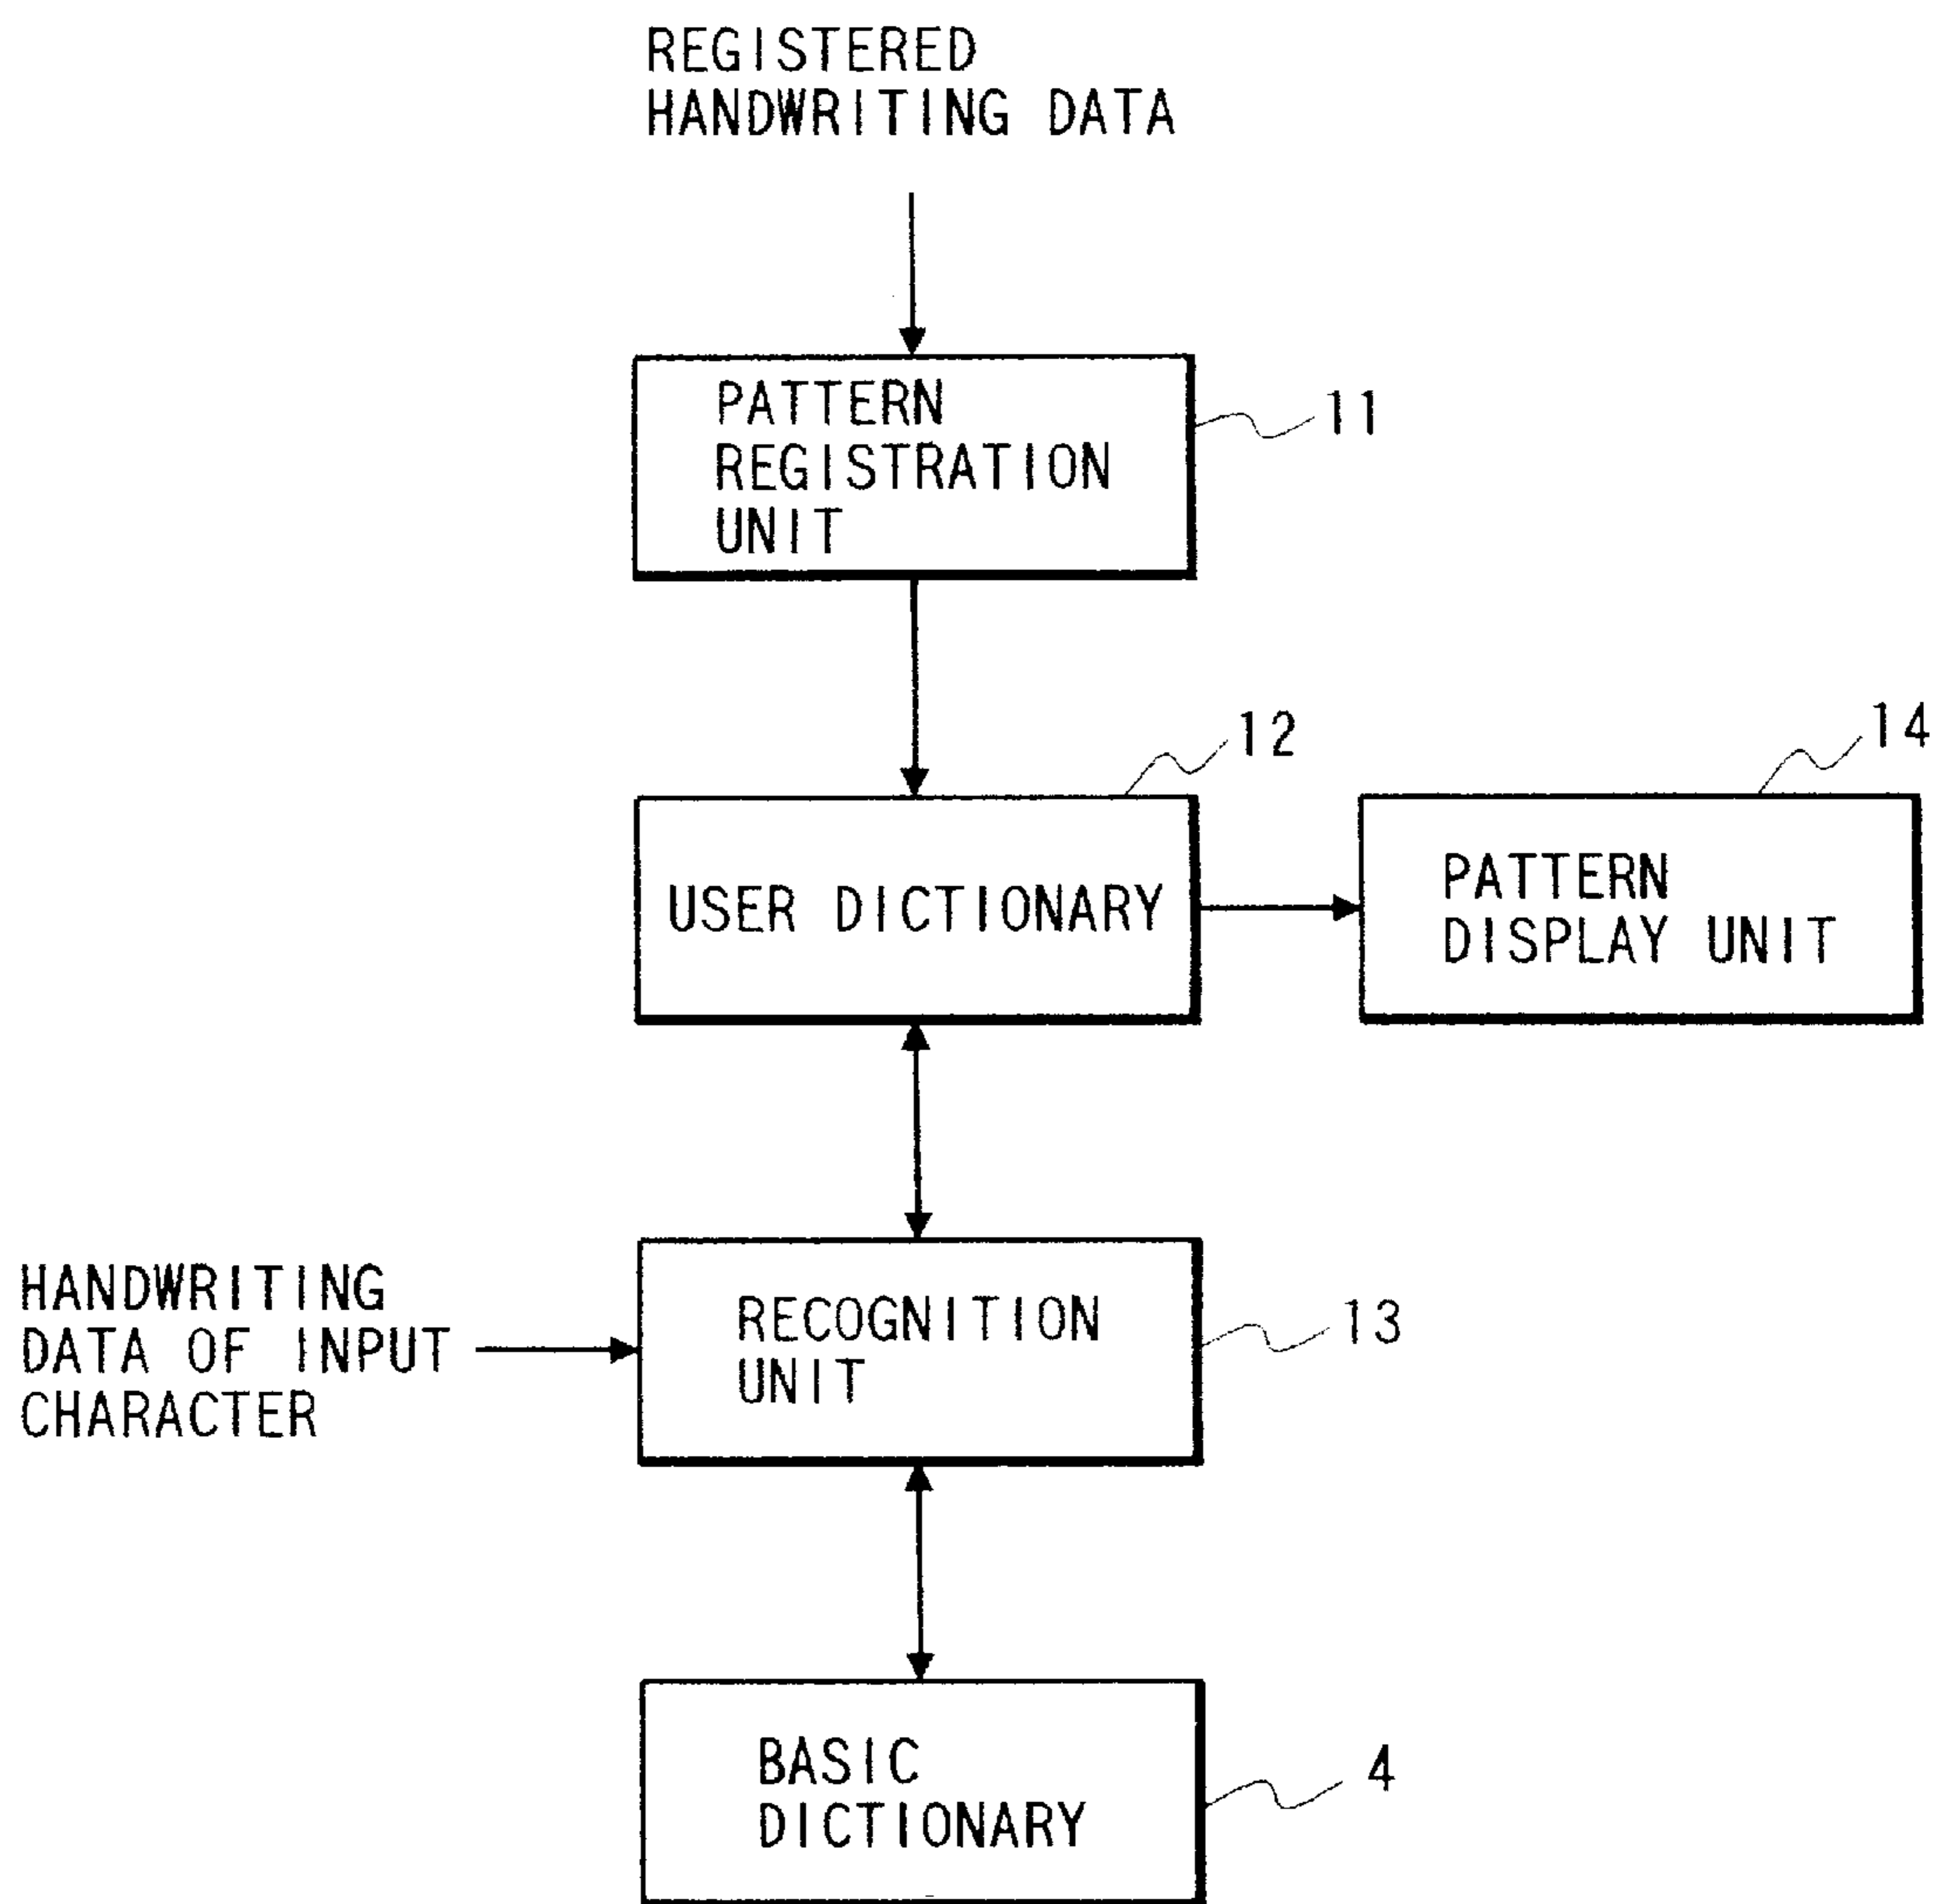 REGISTERED
HANDWRITING DATA
PATTERN
REGISTRATION
UNIT
11
12
14
USER DICTIONARY
PATTERN
DISPLAY UNIT
HANDWRITING
DATA OF INPUT
CHARACTER
RECOGNITION
UNIT
13
BASIC
DICTIONARY
4